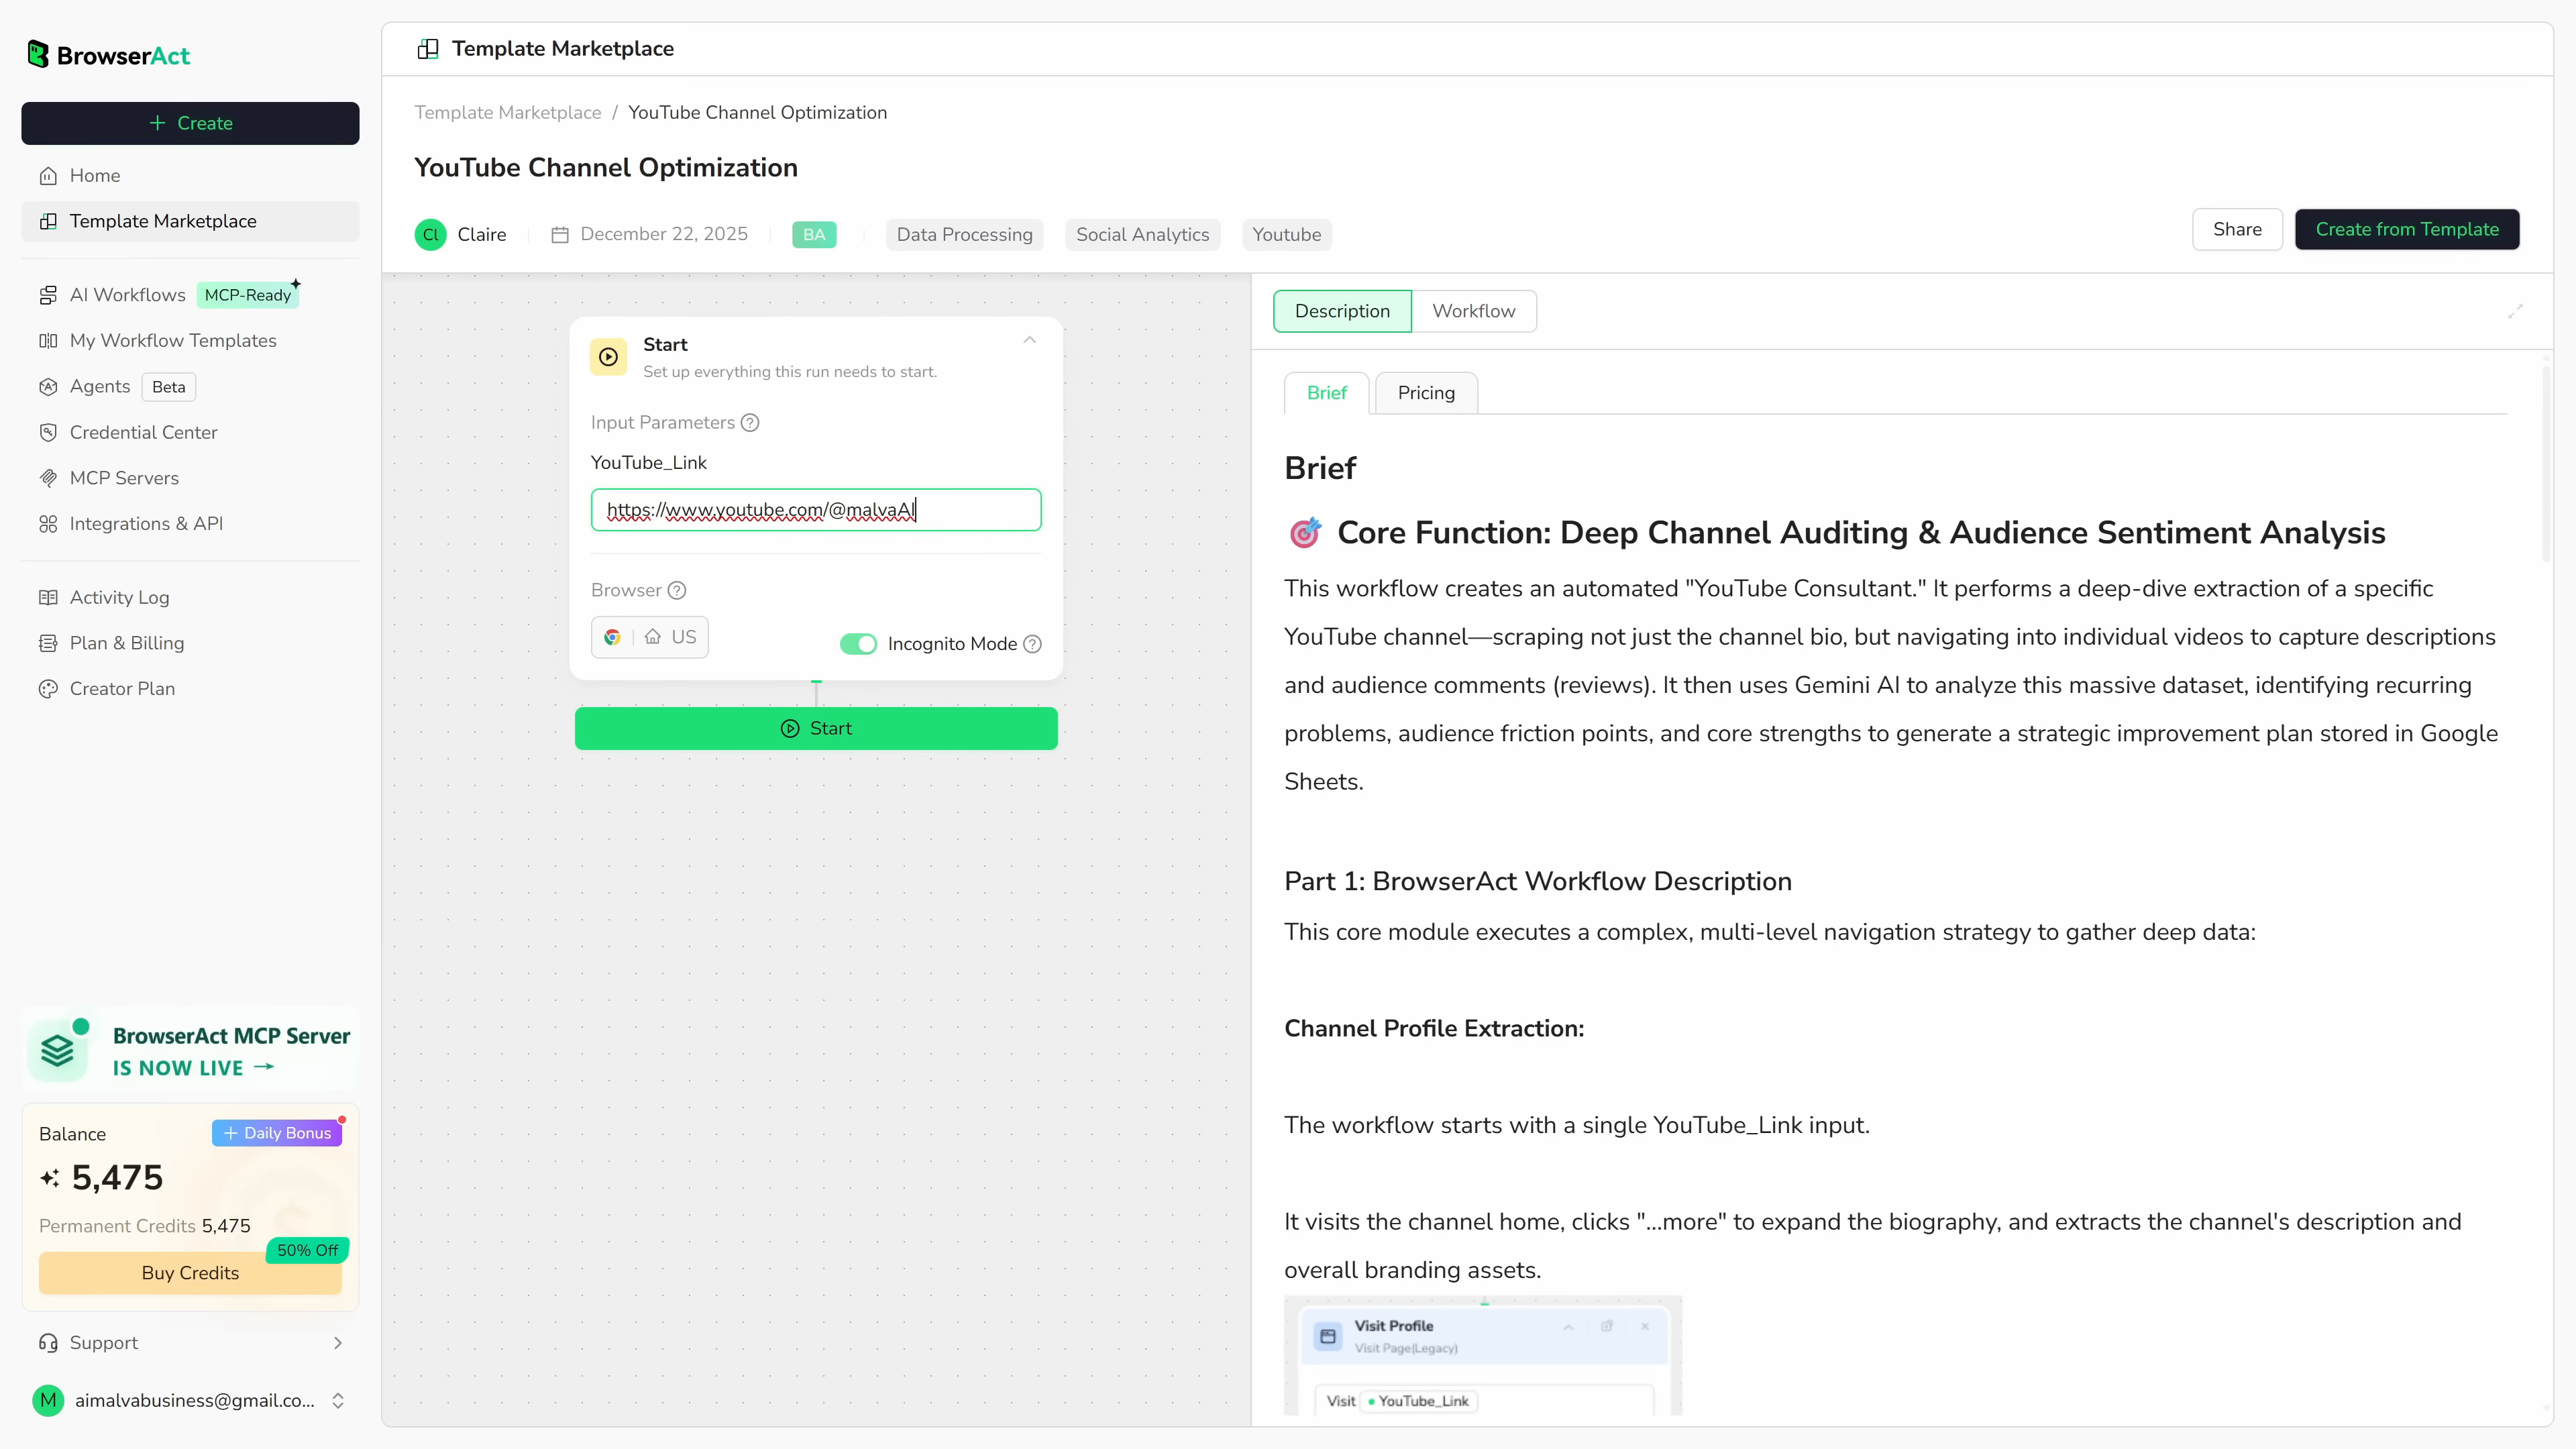 BrowserAct
Create
Home
Template Marketplace
AI Workflows
MCP-Ready
My Workflow Templates
Agents
Beta
Credential Center
MCP Servers
Integrations & API
Activity Log
Plan & Billing
Creator Plan
BrowserAct MCP Server
IS NOW LIVE →
Balance
+ Daily Bonus
5,475
Permanent Credits 5,475
50% Off
Buy Credits
Support
M
aimalvabusiness@gmail.co...
Template Marketplace
Template Marketplace / YouTube Channel Optimization
YouTube Channel Optimization
Cl
Claire
December 22, 2025
BA
Data Processing
Social Analytics
Youtube
Share
Create from Template
Start
Set up everything this run needs to start.
Input Parameters ?
YouTube_Link
https://www.youtube.com/@malvaAI
Browser ?
US
Incognito Mode ?
Start
Description
Workflow
Brief
Pricing
Brief
🎯 Core Function: Deep Channel Auditing & Audience Sentiment Analysis
This workflow creates an automated "YouTube Consultant." It performs a deep-dive extraction of a specific
YouTube channel—scraping not just the channel bio, but navigating into individual videos to capture descriptions
and audience comments (reviews). It then uses Gemini AI to analyze this massive dataset, identifying recurring
problems, audience friction points, and core strengths to generate a strategic improvement plan stored in Google
Sheets.
Part 1: BrowserAct Workflow Description
This core module executes a complex, multi-level navigation strategy to gather deep data:
Channel Profile Extraction:
The workflow starts with a single YouTube_Link input.
It visits the channel home, clicks "...more" to expand the biography, and extracts the channel's description and
overall branding assets.
Visit Profile
Visit Page(Legacy)
Visit
YouTube_Link